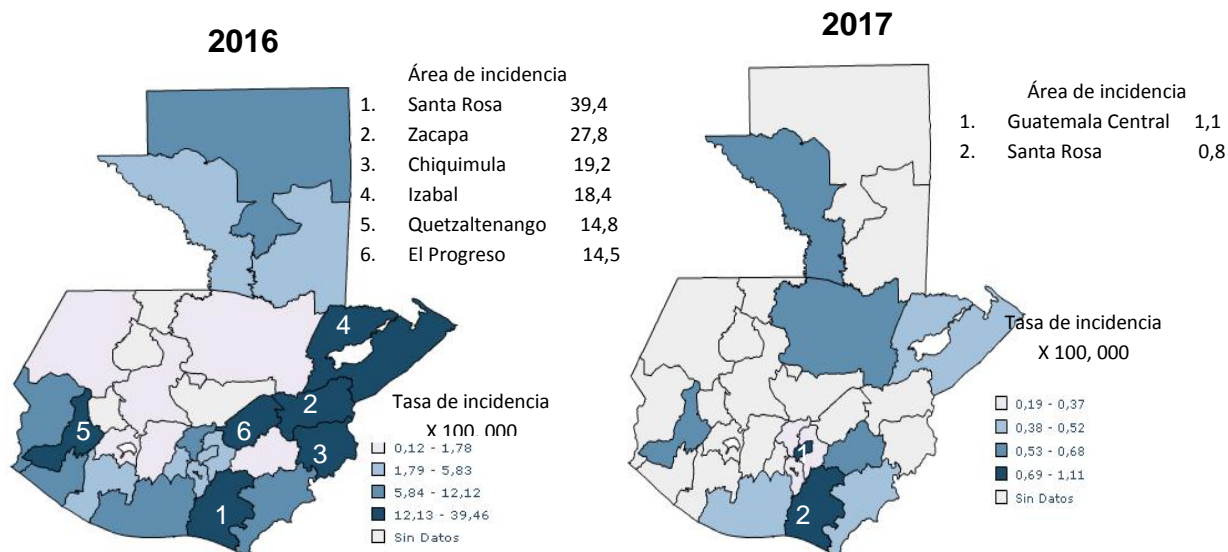 2016
Área de incidencia
1. Santa Rosa 39,4
2. Zacapa 27,8
3. Chiquimula 19,2
4. Izabal 18,4
5. Quetzaltenango 14,8
6. El Progreso 14,5
4
2
5
6
3
1
Tasa de incidencia
X 100, 000
0,12 - 1,78
1,79 - 5,83
5,84 - 12,12
12,13 - 39,46
Sin Datos
2017
Área de incidencia
1. Guatemala Central 1,1
2. Santa Rosa 0,8
Tasa de incidencia
X 100, 000
1
2
0,19 - 0,37
0,38 - 0,52
0,53 - 0,68
0,69 - 1,11
Sin Datos